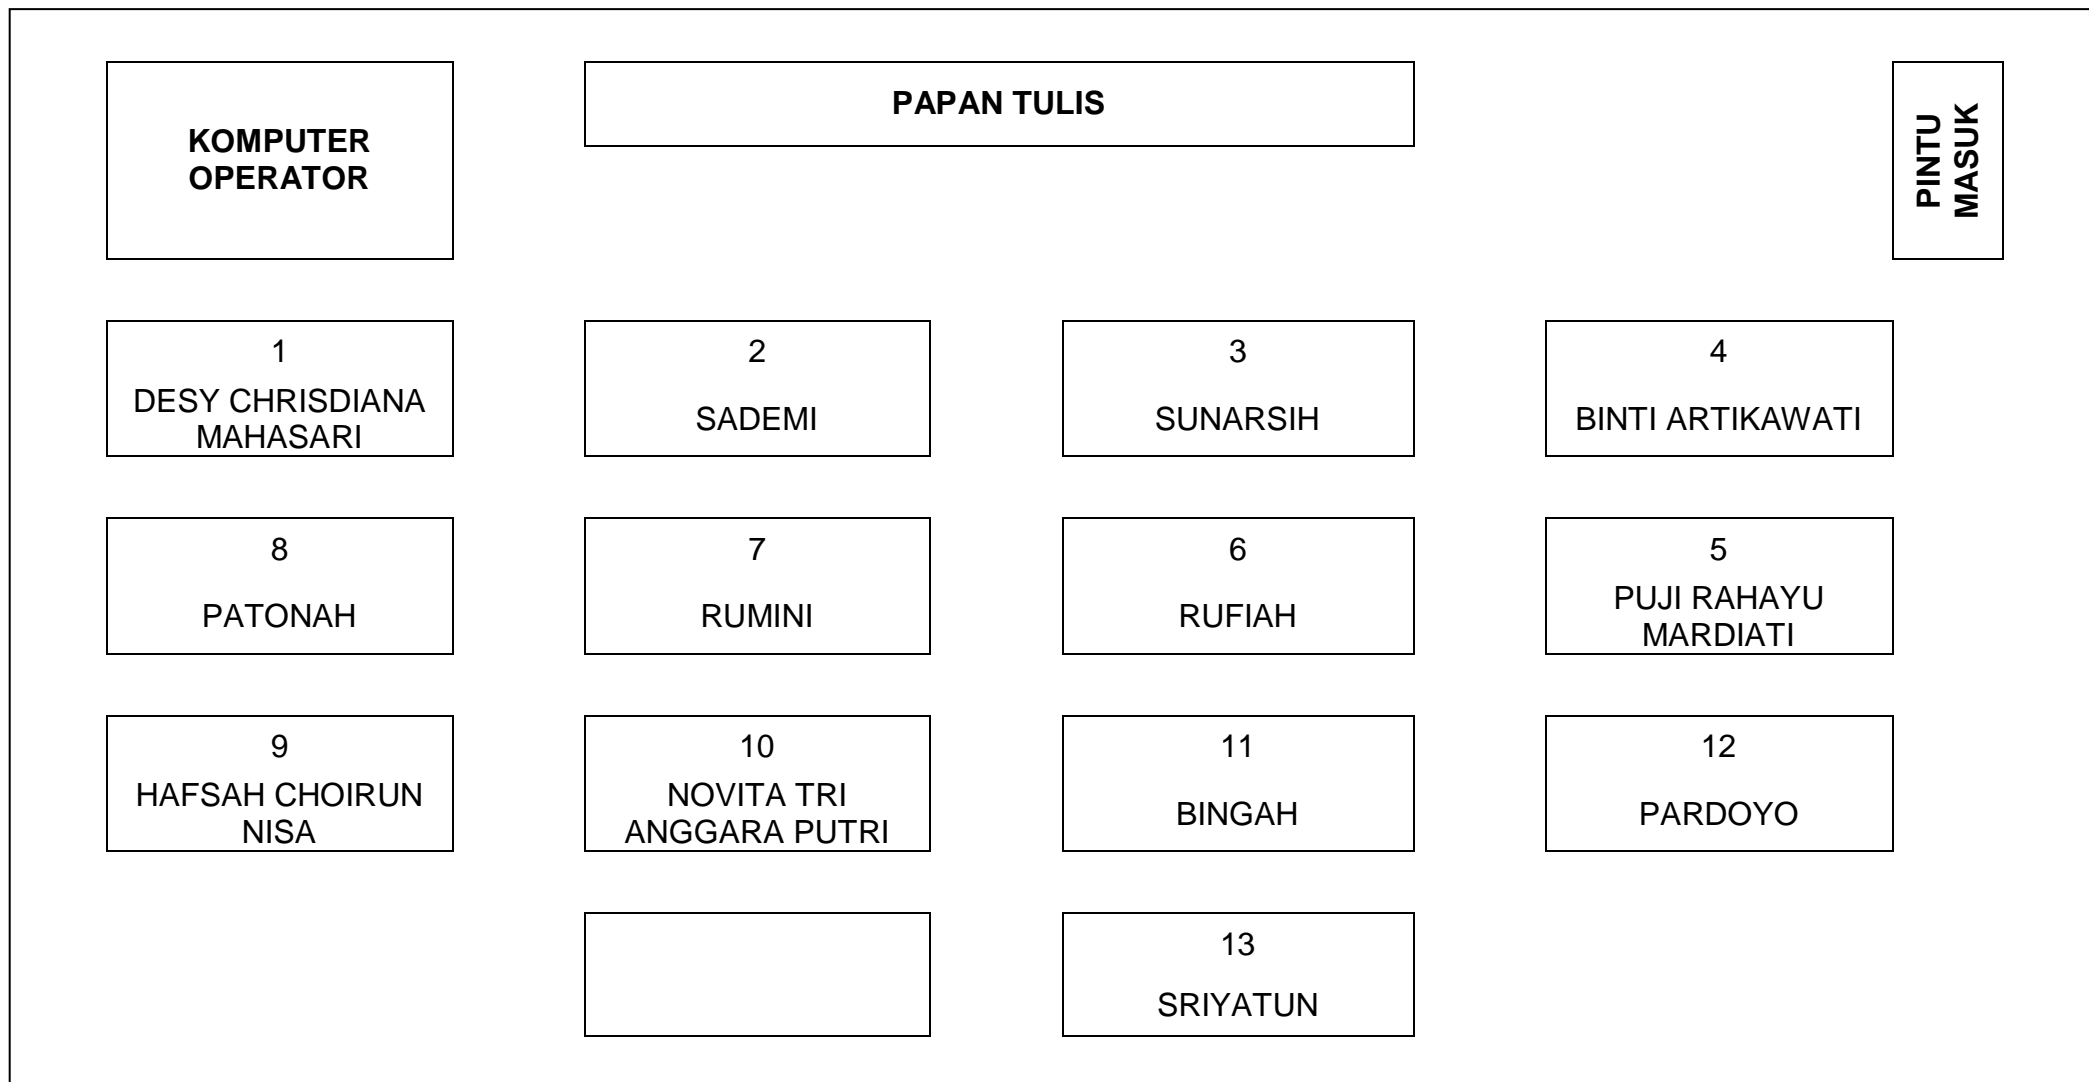 KOMPUTER
OPERATOR
PAPAN TULIS
PINTU
MASUK
1
DESY CHRISDIANA
MAHASARI
2
SADEMI
3
SUNARSIH
4
BINTI ARTIKAWATI
8
PATONAH
7
RUMINI
6
RUFIAH
5
PUJI RAHAYU
MARDIATI
9
HAFSAH CHOIRUN
NISA
10
NOVITA TRI
ANGGARA PUTRI
11
BINGAH
12
PARDOYO
13
SRIYATUN